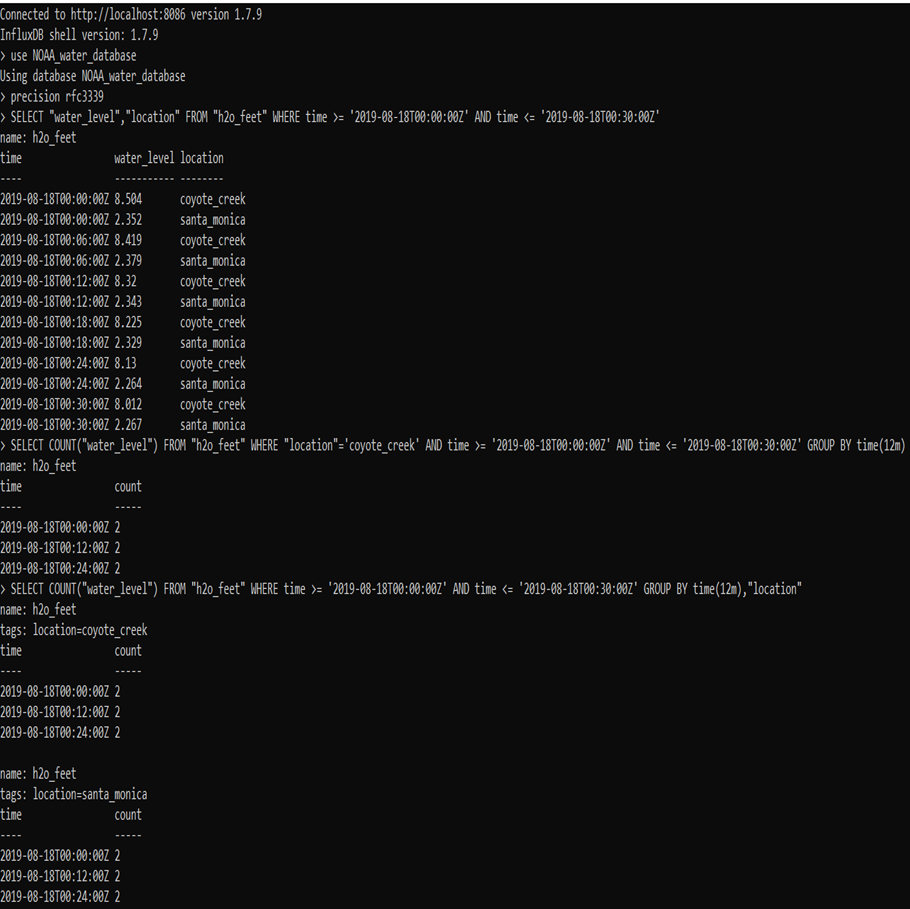 Connected to http://localhost:8086 version 1.7.9
InfluxDB shell version: 1.7.9
> use NOAA_water_database
Using database NOAA_water_database
> precision rfc3339
> SELECT "water_level","location" FROM "h2o_feet" WHERE time >= '2019-08-18T00:00:00Z' AND time <= '2019-08-18T00:30:00Z'
name: h2o_feet
time                 water_level location
----                 ----------- --------
2019-08-18T00:00:00Z 8.504       coyote_creek
2019-08-18T00:00:00Z 2.352       santa_monica
2019-08-18T00:06:00Z 8.419       coyote_creek
2019-08-18T00:06:00Z 2.379       santa_monica
2019-08-18T00:12:00Z 8.32        coyote_creek
2019-08-18T00:12:00Z 2.343       santa_monica
2019-08-18T00:18:00Z 8.225       coyote_creek
2019-08-18T00:18:00Z 2.329       santa_monica
2019-08-18T00:24:00Z 8.13        coyote_creek
2019-08-18T00:24:00Z 2.264       santa_monica
2019-08-18T00:30:00Z 8.012       coyote_creek
2019-08-18T00:30:00Z 2.267       santa_monica
> SELECT COUNT("water_level") FROM "h2o_feet" WHERE "location"='coyote_creek' AND time >= '2019-08-18T00:00:00Z' AND time <= '2019-08-18T00:30:00Z' GROUP BY time(12m)
name: h2o_feet
time                 count
----                 -----
2019-08-18T00:00:00Z 2
2019-08-18T00:12:00Z 2
2019-08-18T00:24:00Z 2
> SELECT COUNT("water_level") FROM "h2o_feet" WHERE time >= '2019-08-18T00:00:00Z' AND time <= '2019-08-18T00:30:00Z' GROUP BY time(12m),"location"
name: h2o_feet
tags: location=coyote_creek
time                 count
----                 -----
2019-08-18T00:00:00Z 2
2019-08-18T00:12:00Z 2
2019-08-18T00:24:00Z 2

name: h2o_feet
tags: location=santa_monica
time                 count
----                 -----
2019-08-18T00:00:00Z 2
2019-08-18T00:12:00Z 2
2019-08-18T00:24:00Z 2